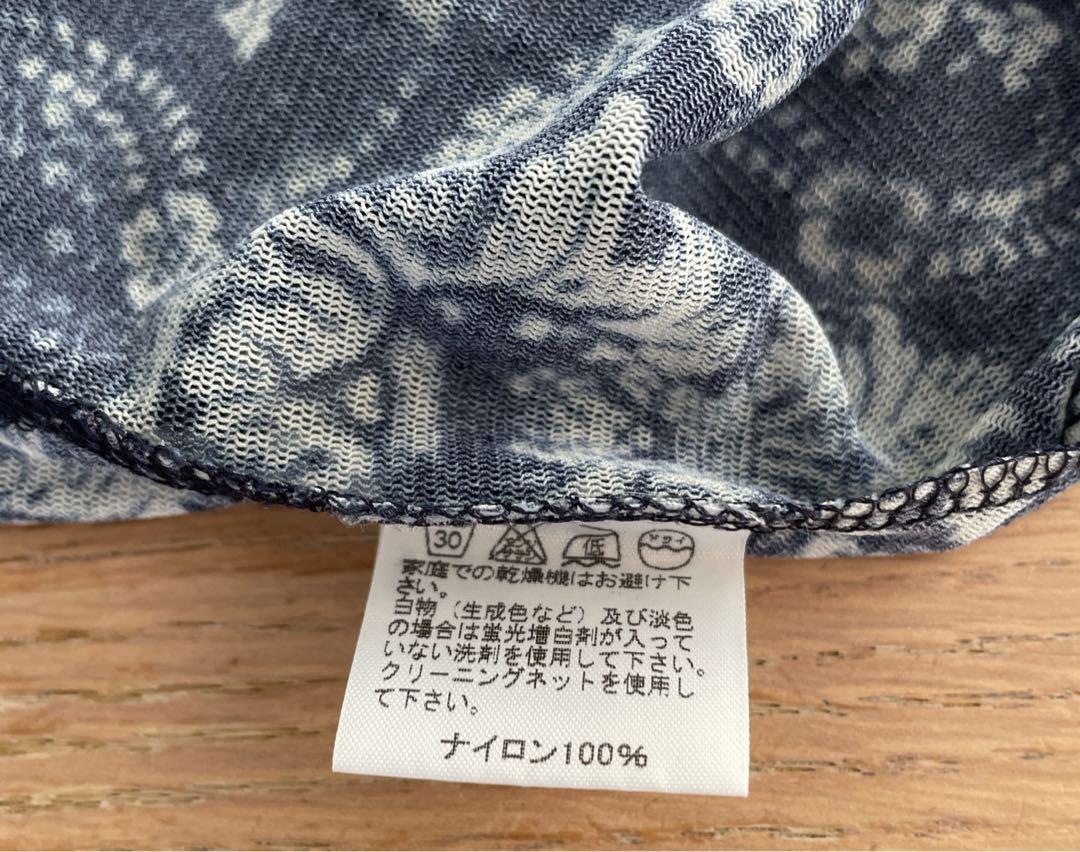 30 低 ドライ
家庭での乾燥機はお避け下
さい。
白物（生成色など）及び淡色
の場合は蛍光増白剤が入って
いない洗剤を使用して下さい。
クリーニングネットを使用し
て下さい。
ナイロン100%